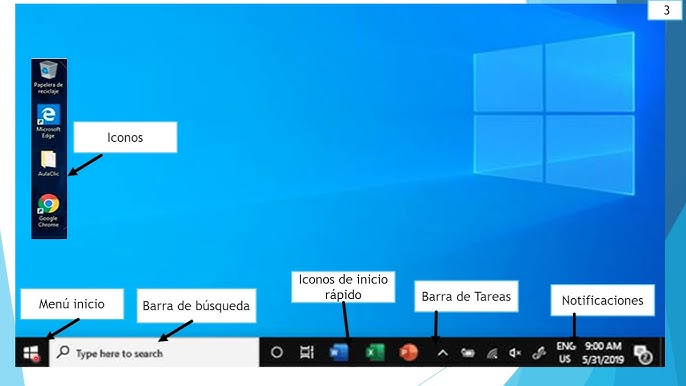 3
Papelera de
reciclaje
Microsoft
Edge
AulaClic
Google
Chrome
Iconos
Menú inicio
Barra de búsqueda
Iconos de inicio
rápido
Barra de Tareas
Notificaciones
Type here to search
ENG
US
9:00 AM
5/31/2019
2